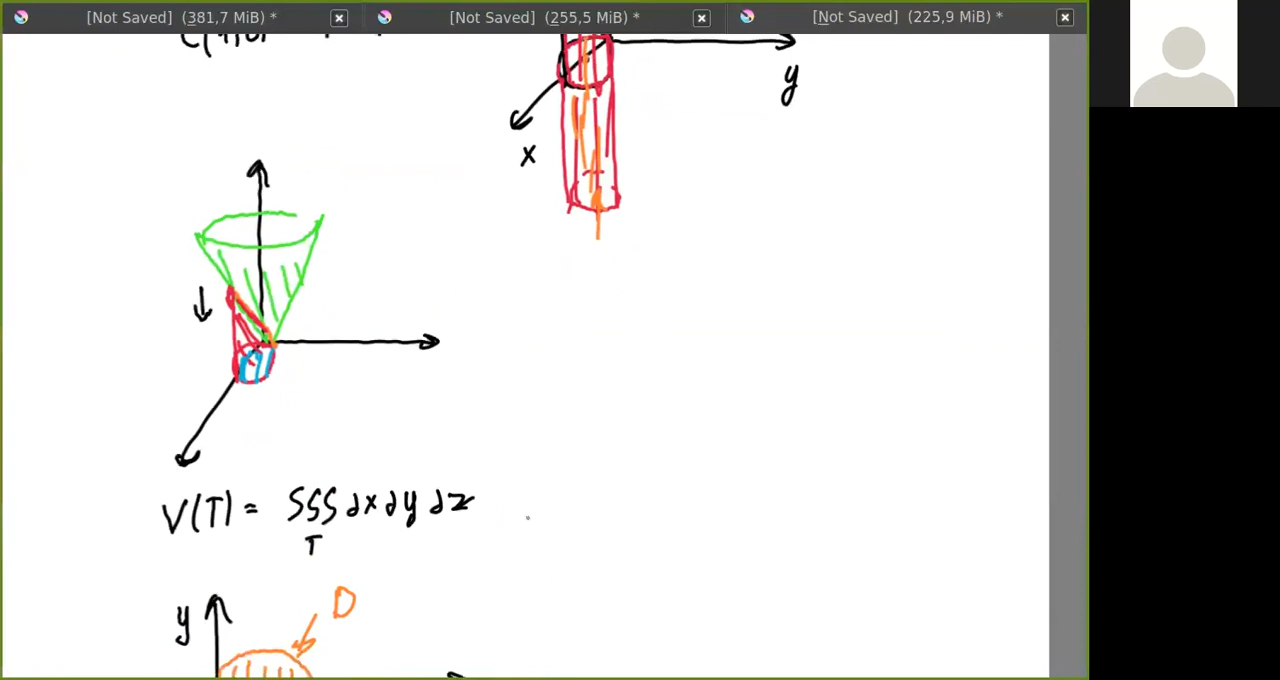 [Not Saved] (381,7 MiB) *
[Not Saved] (255,5 MiB) *
[Not Saved] (225,9 MiB) *
y
x
V(T) = ∫∫∫ dx dy dz
T
D
y